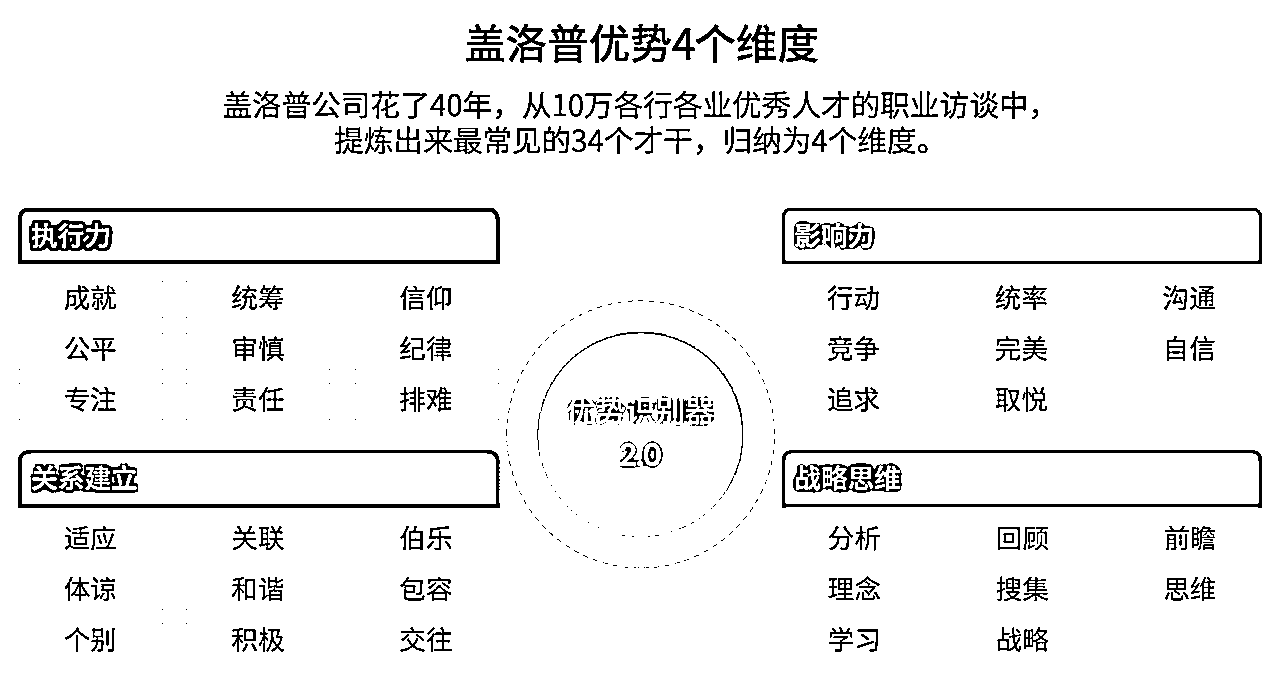 盖洛普优势4个维度
盖洛普公司花了40年，从10万各行各业优秀人才的职业访谈中，
提炼出来最常见的34个才干，归纳为4个维度。
执行力
成就 统筹 信仰
公平 审慎 纪律
专注 责任 排难
影响力
行动 统率 沟通
竞争 完美 自信
追求 取悦
优势识别器
2.0
关系建立
适应 关联 伯乐
体谅 和谐 包容
个别 积极 交往
战略思维
分析 回顾 前瞻
理念 搜集 思维
学习 战略